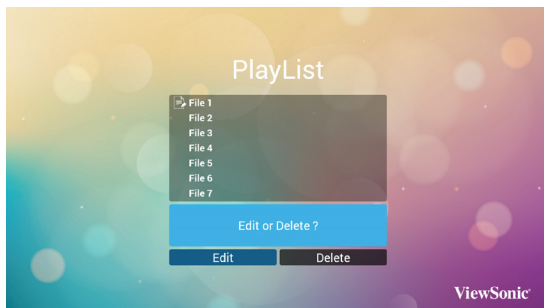 PlayList
File 1
File 2
File 3
File 4
File 5
File 6
File 7
Edit or Delete ?
Edit Delete
ViewSonic